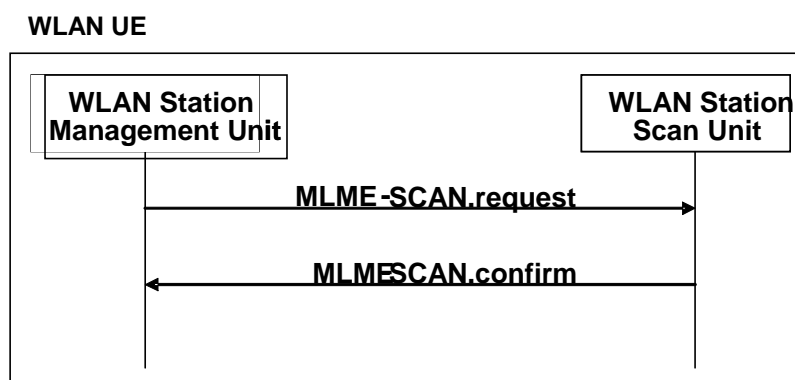 WLAN UE
WLAN Station
Management Unit
WLAN Station
Scan Unit
MLME-SCAN.request
MLMESCAN.confirm